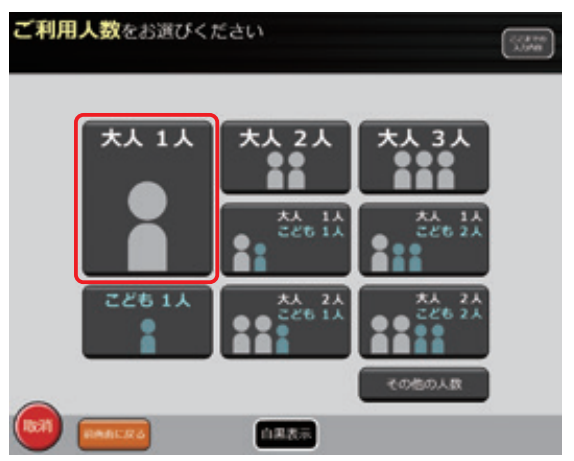 ご利用人数をお選びください
大人 1人
大人 2人
大人 3人
大人 1人
こども 1人
大人 1人
こども 2人
こども 1人
大人 2人
こども 1人
大人 2人
こども 2人
その他の人数
取消
前画面に戻る
白黒表示